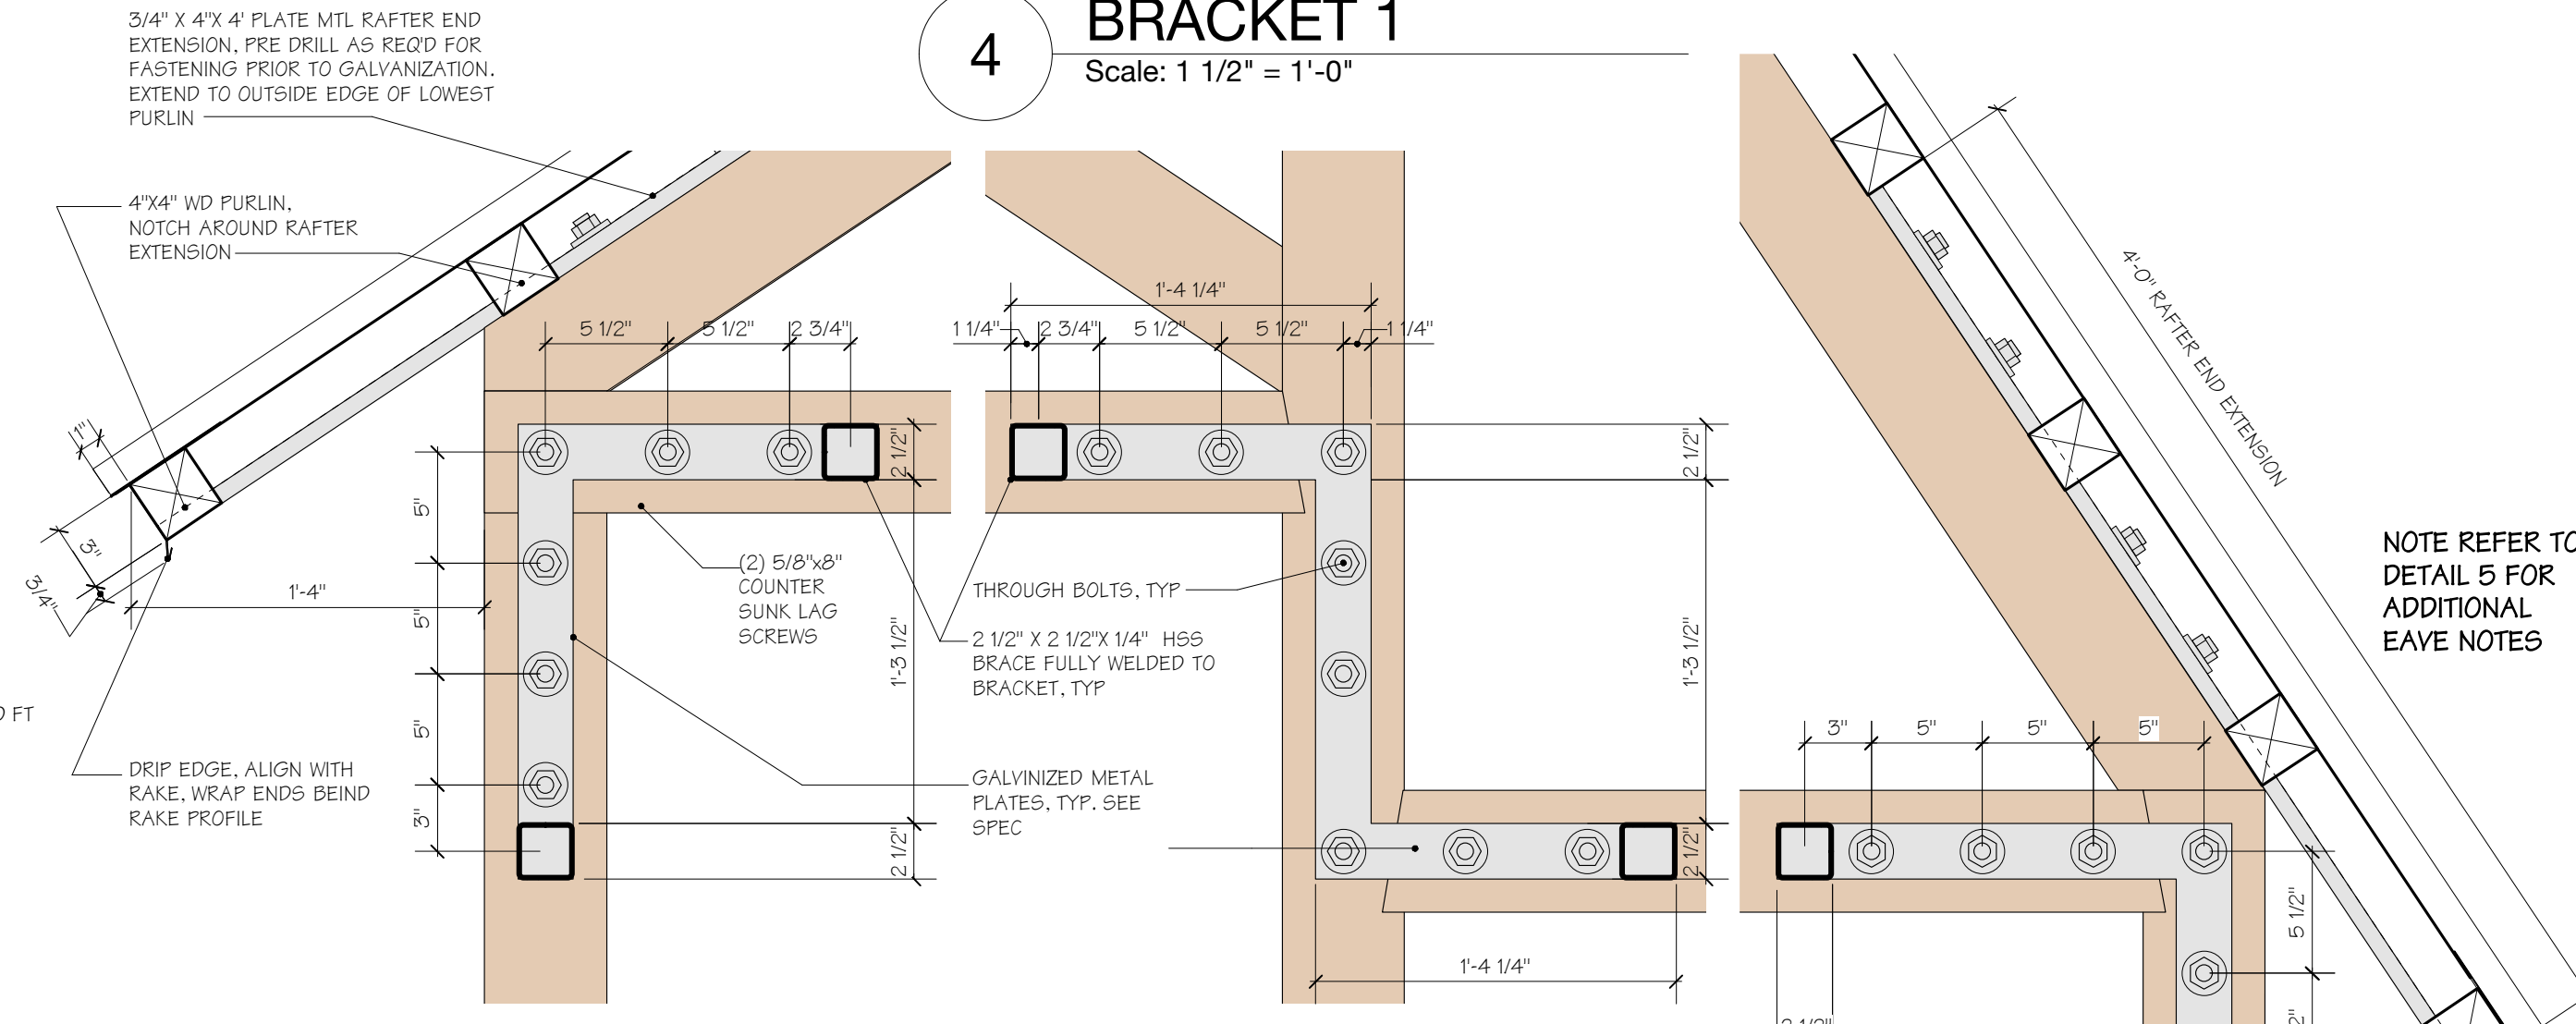 3/4" X 4"X 4' PLATE MTL RAFTER END
EXTENSION, PRE DRILL AS REQ'D FOR
FASTENING PRIOR TO GALVANIZATION.
EXTEND TO OUTSIDE EDGE OF LOWEST
PURLIN
4"X4" WD PURLIN,
NOTCH AROUND RAFTER
EXTENSION
4
BRACKET 1
Scale: 1 1/2" = 1'-0"
1"
3"
3/4"
1'-4"
5 1/2"
5 1/2"
2 3/4"
5"
5"
5"
3"
2 1/2"
1'-3 1/2"
2 1/2"
(2) 5/8"x8"
COUNTER
SUNK LAG
SCREWS
D FT
DRIP EDGE, ALIGN WITH
RAKE, WRAP ENDS BEIND
RAKE PROFILE
1'-4 1/4"
1 1/4"
2 3/4"
5 1/2"
5 1/2"
1 1/4"
THROUGH BOLTS, TYP
2 1/2" X 2 1/2"X 1/4" HSS
BRACE FULLY WELDED TO
BRACKET, TYP
GALVINIZED METAL
PLATES, TYP. SEE
SPEC
2 1/2"
1'-3 1/2"
2 1/2"
1'-4 1/4"
4'-0" RAFTER END EXTENSION
NOTE REFER TO
DETAIL 5 FOR
ADDITIONAL
EAVE NOTES
3"
5"
5"
5"
5 1/2"